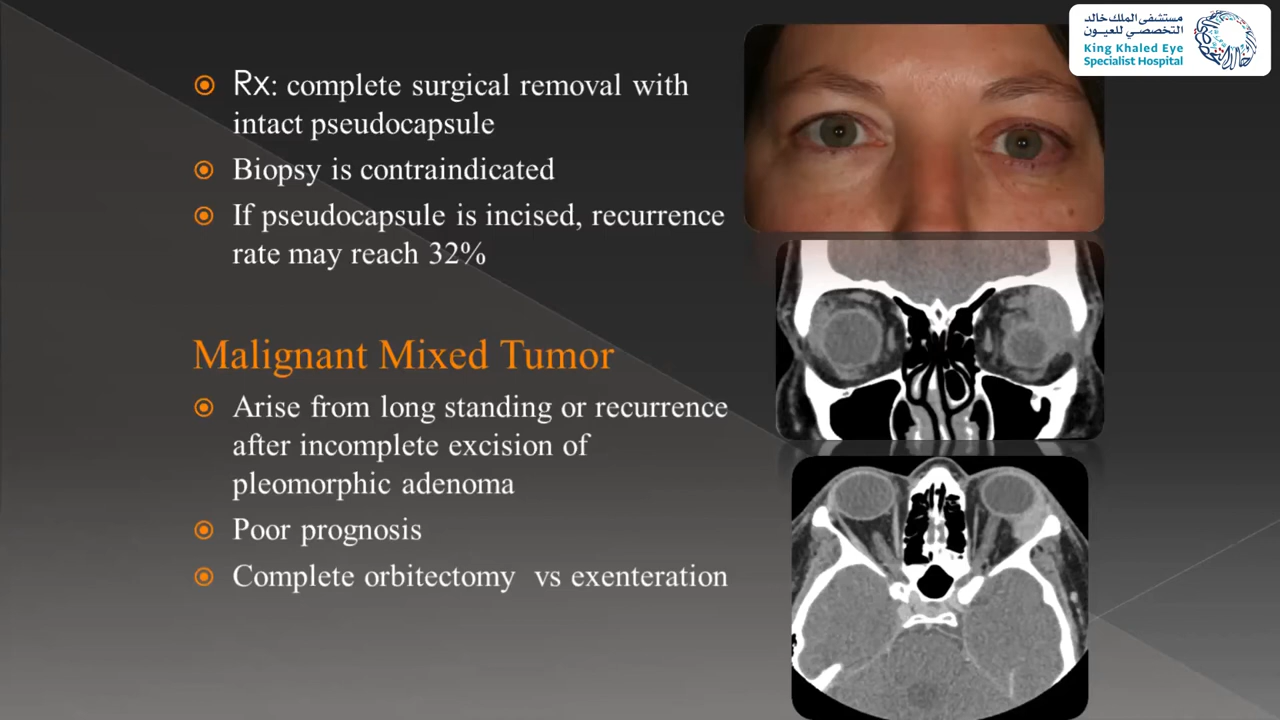 مستشفى الملك خالد
التخصصي للعيون
King Khaled Eye
Specialist Hospital
Rx: complete surgical removal with
intact pseudocapsule
Biopsy is contraindicated
If pseudocapsule is incised, recurrence
rate may reach 32%
Malignant Mixed Tumor
Arise from long standing or recurrence
after incomplete excision of
pleomorphic adenoma
Poor prognosis
Complete orbitectomy vs exenteration